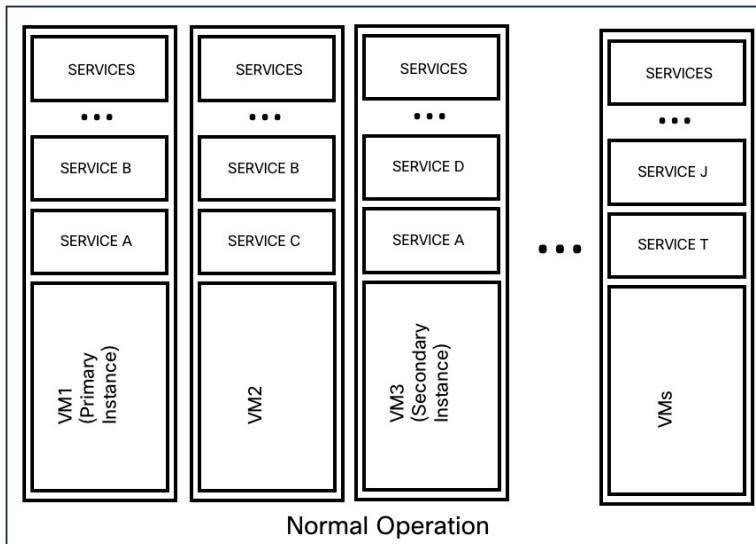 SERVICES
...
SERVICE B
SERVICE A
VM1
(Primary
Instance)
SERVICES
...
SERVICE B
SERVICE C
VM2
SERVICES
...
SERVICE D
SERVICE A
VM3
(Secondary
Instance)
...
SERVICES
...
SERVICE J
SERVICE T
VMs
Normal Operation